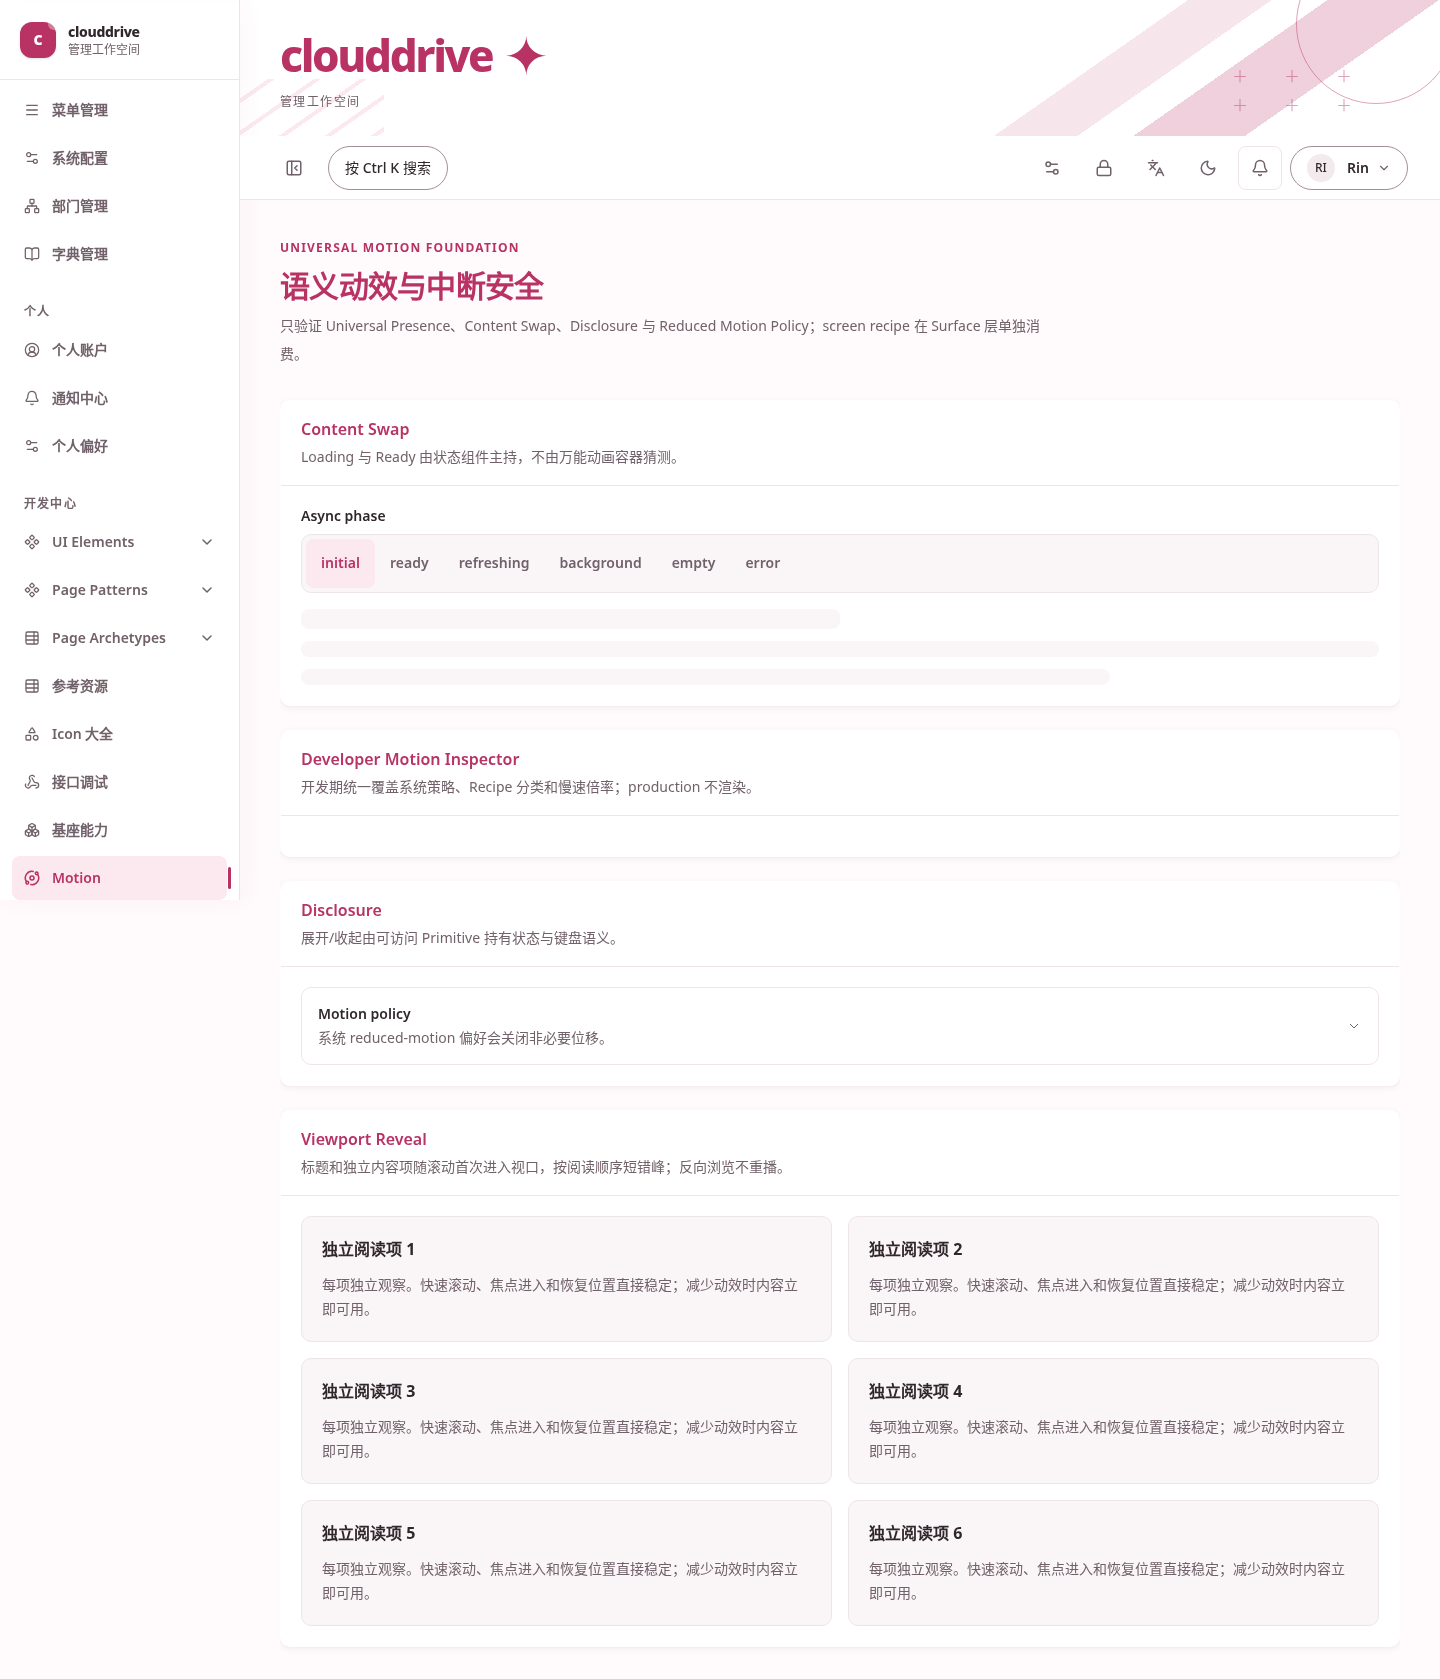 c
clouddrive
管理工作空间
菜单管理
系统配置
部门管理
字典管理
个人
个人账户
通知中心
个人偏好
开发中心
UI Elements
Page Patterns
Page Archetypes
参考资源
Icon 大全
接口调试
基座能力
Motion
clouddrive
管理工作空间
按 Ctrl K 搜索
RI
Rin
UNIVERSAL MOTION FOUNDATION
语义动效与中断安全
只验证 Universal Presence、Content Swap、Disclosure 与 Reduced Motion Policy；screen recipe 在 Surface 层单独消
费。
Content Swap
Loading 与 Ready 由状态组件主持，不由万能动画容器猜测。
Async phase
initial ready refreshing background empty error
Developer Motion Inspector
开发期统一覆盖系统策略、Recipe 分类和慢速倍率；production 不渲染。
Disclosure
展开/收起由可访问 Primitive 持有状态与键盘语义。
Motion policy
系统 reduced-motion 偏好会关闭非必要位移。
Viewport Reveal
标题和独立内容项随滚动首次进入视口，按阅读顺序短错峰；反向浏览不重播。
独立阅读项 1
每项独立观察。快速滚动、焦点进入和恢复位置直接稳定；减少动效时内容立
即可用。
独立阅读项 2
每项独立观察。快速滚动、焦点进入和恢复位置直接稳定；减少动效时内容立
即可用。
独立阅读项 3
每项独立观察。快速滚动、焦点进入和恢复位置直接稳定；减少动效时内容立
即可用。
独立阅读项 4
每项独立观察。快速滚动、焦点进入和恢复位置直接稳定；减少动效时内容立
即可用。
独立阅读项 5
每项独立观察。快速滚动、焦点进入和恢复位置直接稳定；减少动效时内容立
即可用。
独立阅读项 6
每项独立观察。快速滚动、焦点进入和恢复位置直接稳定；减少动效时内容立
即可用。